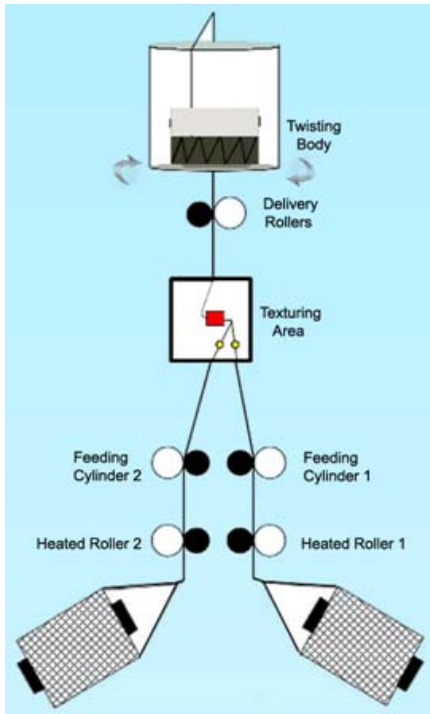 Twisting
Body
Delivery
Rollers
Texturing
Area
Feeding
Cylinder 2
Feeding
Cylinder 1
Heated Roller 2
Heated Roller 1